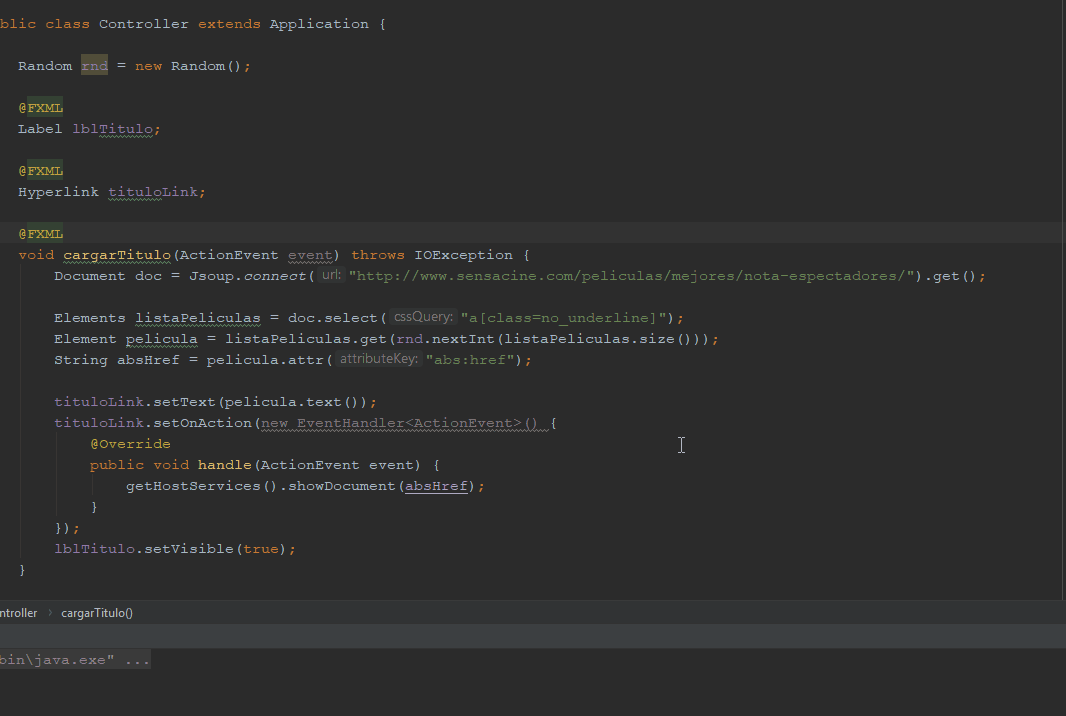 blic class Controller extends Application {
Random rnd = new Random();
@FXML
Label lblTitulo;
@FXML
Hyperlink tituloLink;
@FXML
void cargarTitulo(ActionEvent event) throws IOException {
Document doc = Jsoup.connect( url: "http://www.sensacine.com/peliculas/mejores/nota-espectadores/").get();
Elements listaPeliculas = doc.select( cssQuery: "a[class=no_underline]");
Element pelicula = listaPeliculas.get(rnd.nextInt(listaPeliculas.size()));
String absHref = pelicula.attr( attributeKey: "abs:href");
tituloLink.setText(pelicula.text());
tituloLink.setOnAction(new EventHandler<ActionEvent>() {
@Override
public void handle(ActionEvent event) {
getHostServices().showDocument(absHref);
}
});
lblTitulo.setVisible(true);
}
ntroller › cargarTitulo()
bin\java.exe" ...